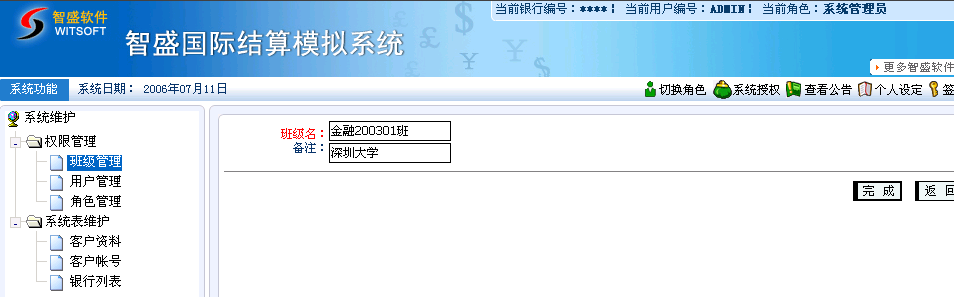 智盛软件
WITSOFT
智盛国际结算模拟系统
当前银行编号：****¦ 当前用户编号：ADMIN¦ 当前角色：系统管理员
更多智盛软件
系统功能 系统日期： 2006年07月11日 切换角色 系统授权 查看公告 个人设定 签
系统维护
权限管理
班级管理
用户管理
角色管理
系统表维护
客户资料
客户帐号
银行列表
班级名：金融200301班
备注：深圳大学
完 成 返 回